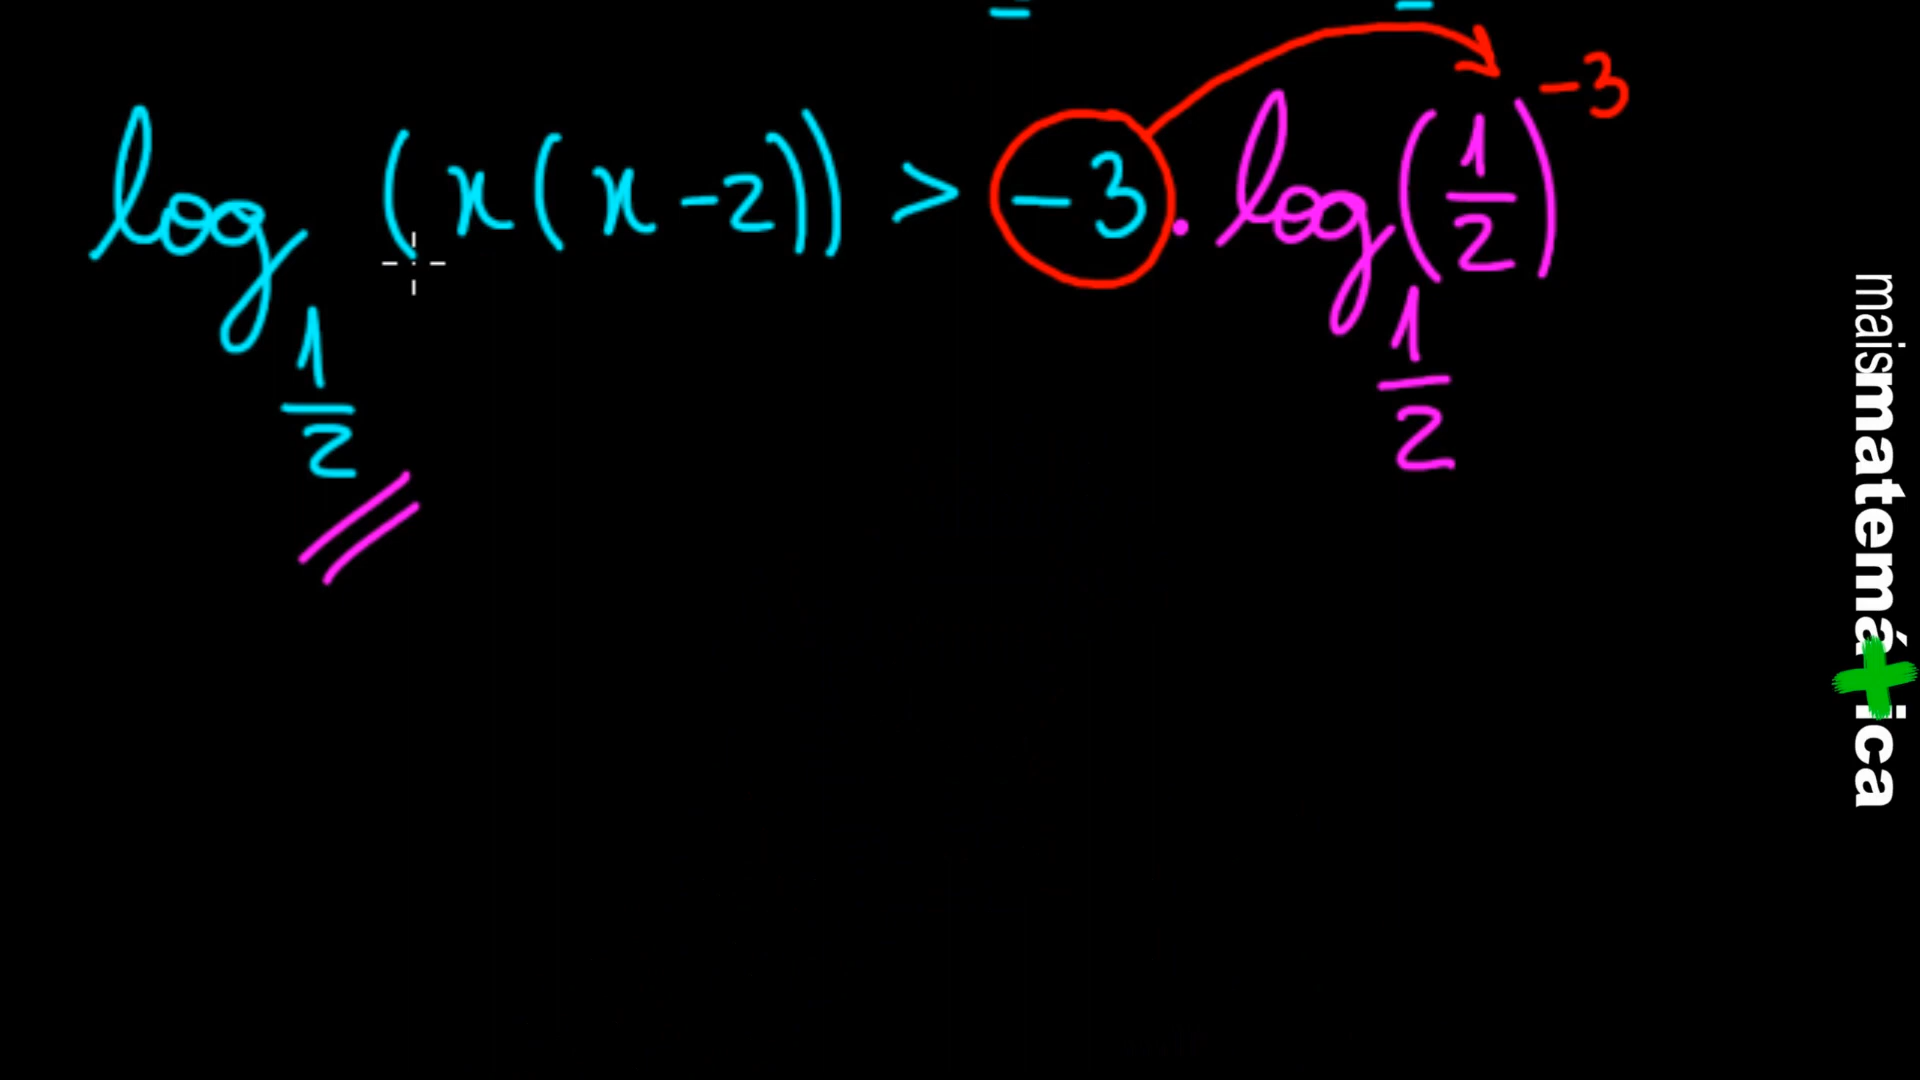 log_{1/2} (x(x-2)) > -3 . log_{1/2} (1/2)^{-3}
maismatemática